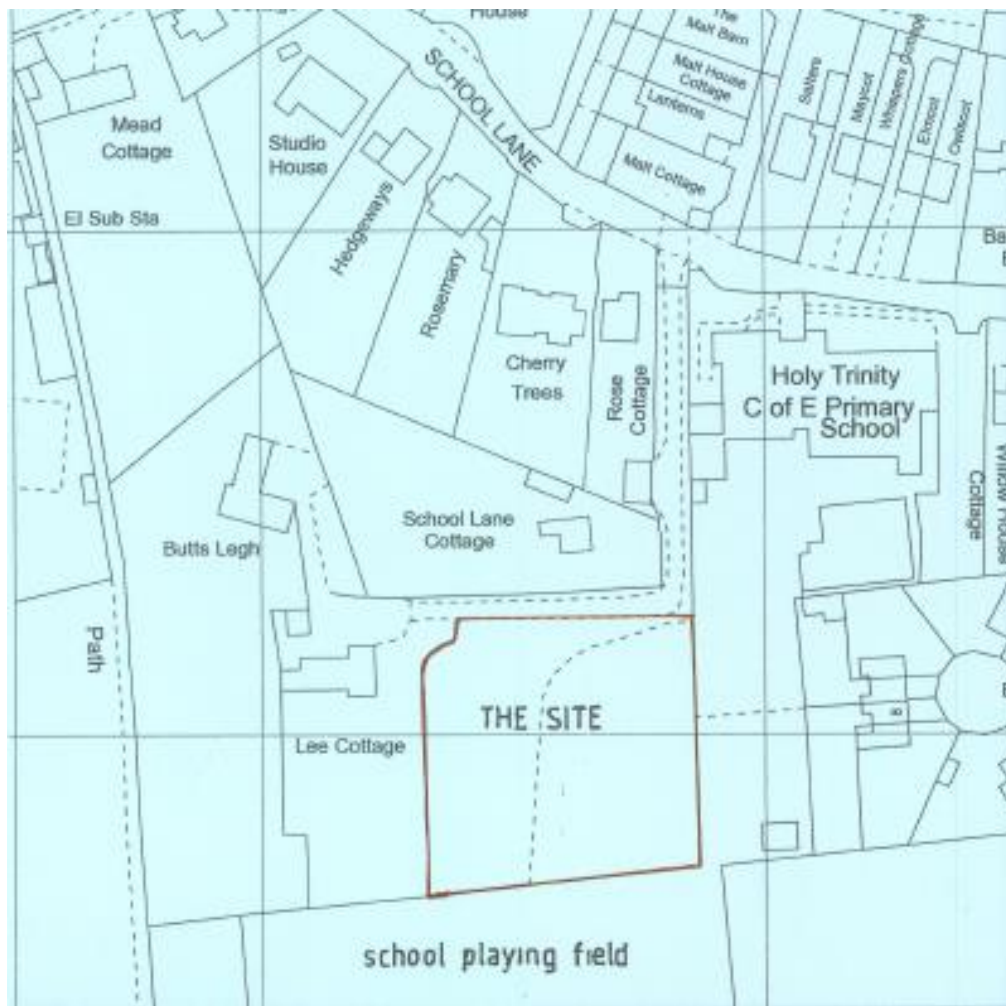 House
The
Malt Barn
SCHOOL LANE
Malt House
Cottage
Lanterns
Malt Cottage
Salters
Maycot
Whispers Cottage
Elmcot
Owlscot
Mead
Cottage
Studio
House
El Sub Sta
Hedgeways
Rosemary
Cherry
Trees
Rose
Cottage
Holy Trinity
C of E Primary
School
Willow House
Cottage
School Lane
Cottage
Butts Legh
Path
THE SITE
Lee Cottage
8
school playing field